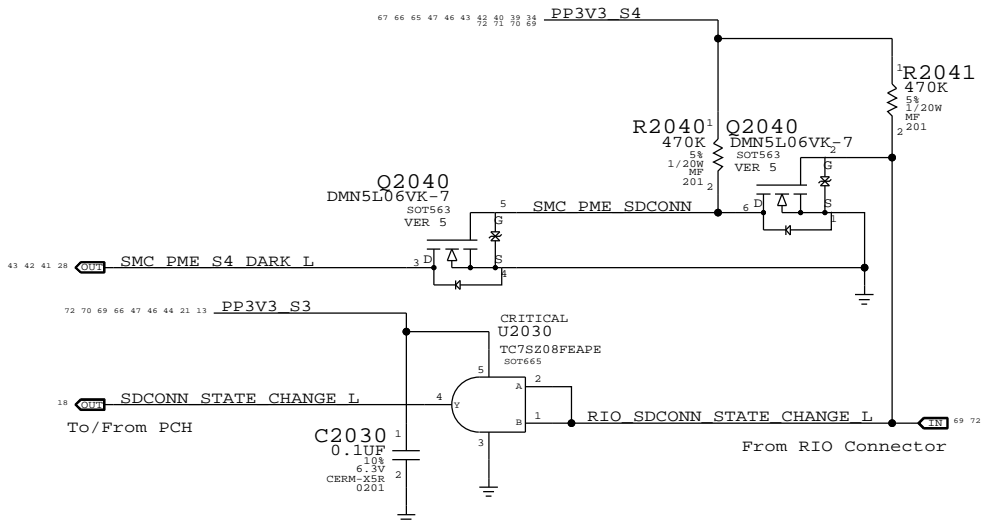 67 66 65 47 46 43 42 40 39 34
72 71 70 69
PP3V3_S4
1
R2041
470K
5%
1/20W
MF
201
2
R2040
470K
5%
1/20W
MF
201
1
2
Q2040
DMN5L06VK-7
SOT563
VER 5
2
G
6
D
S
1
Q2040
DMN5L06VK-7
SOT563
VER 5
5
G
SMC_PME_SDCONN
43 42 41 28
OUT
SMC_PME_S4_DARK_L
3
D
S
4
72 70 69 66 47 46 44 21 13
PP3V3_S3
CRITICAL
U2030
TC7SZ08FEAPE
SOT665
5
A
2
18
OUT
SDCONN_STATE_CHANGE_L
4
Y
B
1
RIO_SDCONN_STATE_CHANGE_L
IN
69 72
To/From PCH
From RIO Connector
3
C2030
0.1UF
10%
6.3V
CERM-X5R
0201
1
2